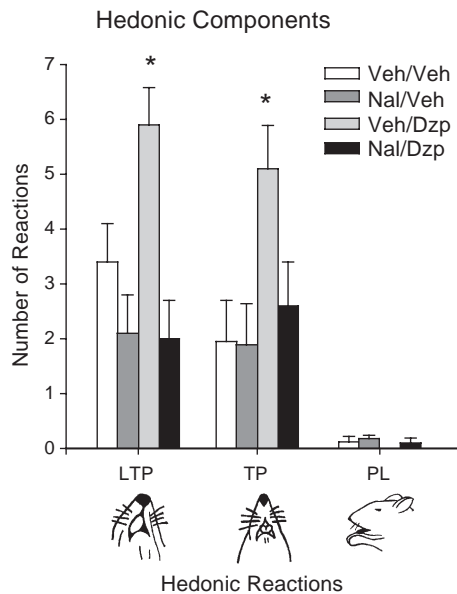 Hedonic Components
7
6
5
4
3
2
1
0
Number of Reactions
*
*
Veh/Veh
Nal/Veh
Veh/Dzp
Nal/Dzp
LTP TP PL
Hedonic Reactions